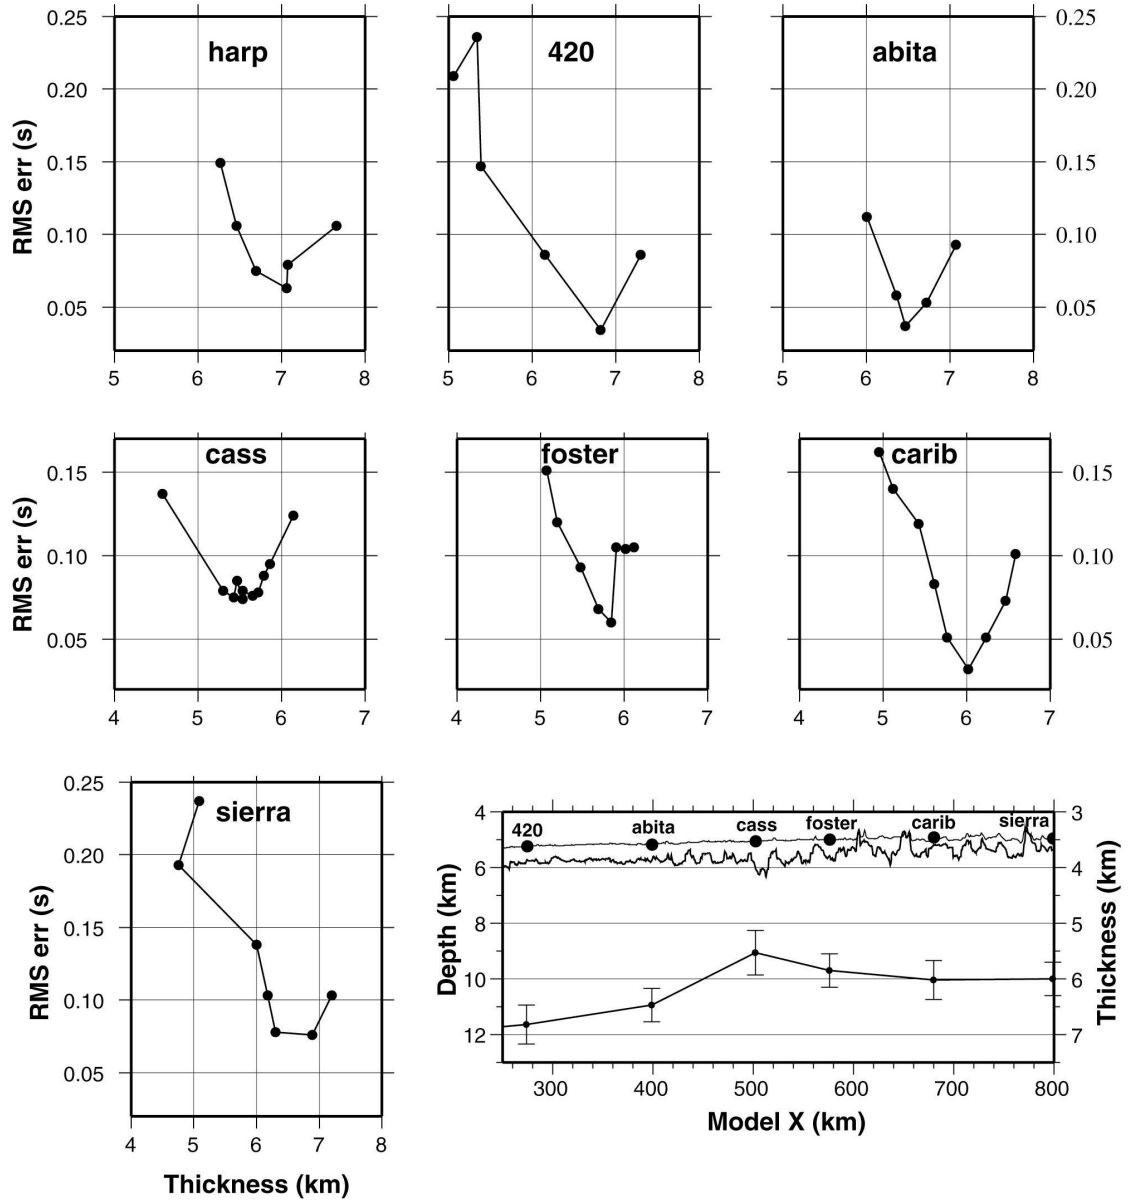 0.25 0.25
harp 420 abita
0.20 0.20
0.15 0.15
RMS err (s)
0.10 0.10
0.05 0.05
5 6 7 8 5 6 7 8 5 6 7 8
cass foster carib
0.15 0.15
RMS err (s)
0.10 0.10
0.05 0.05
4 5 6 7 4 5 6 7 4 5 6 7
0.25
sierra
0.20
0.15
RMS err (s)
0.10
0.05
4 5 6 7 8
Thickness (km)
4 3
420 abita cass foster carib sierra
6 4
8 5
Depth (km) Thickness (km)
10 6
12 7
300 400 500 600 700 800
Model X (km)